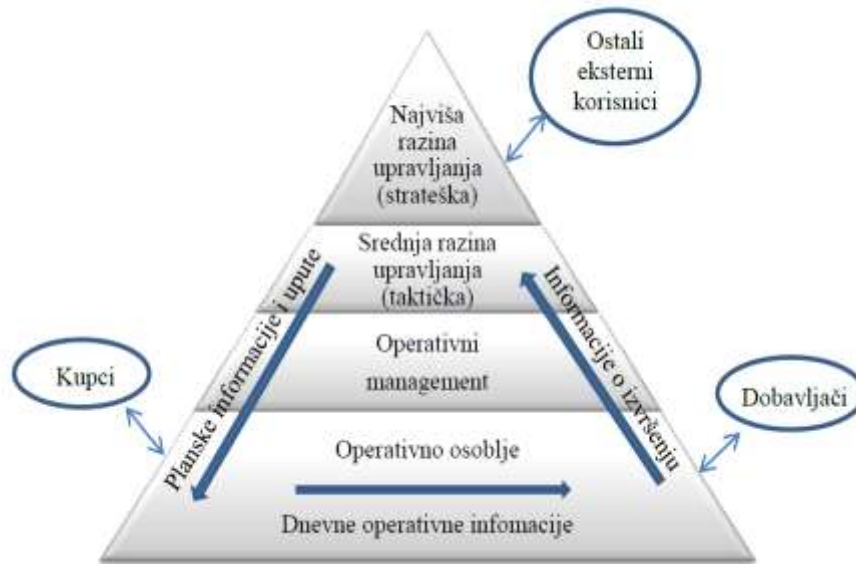 Ostali
eksterni
korisnici
Najviša
razina
upravljanja
(strateška)
Srednja razina
upravljanja
(taktička)
Planske informacije i upute
Informacije o izvršenju
Operativni
management
Kupci
Dobavljači
Operativno osoblje
Dnevne operativne infomacije